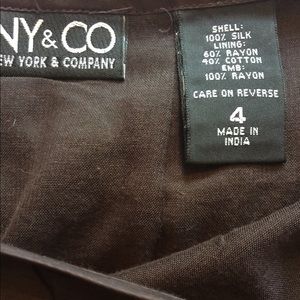 NY & CO
EW YORK & COMPANY
SHELL:
100% SILK
LINING:
60% RAYON
40% COTTON
EMB:
100% RAYON
CARE ON REVERSE
4
MADE IN
INDIA